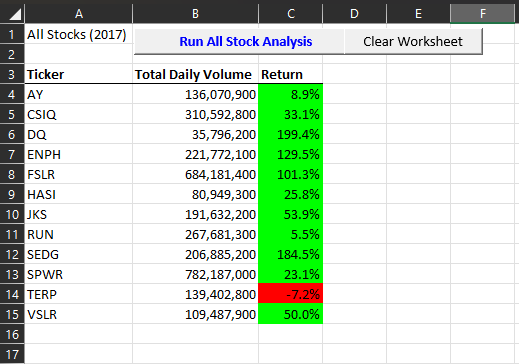 A B C D E F
1 All Stocks (2017) Run All Stock Analysis Clear Worksheet
2
3 Ticker Total Daily Volume Return
4 AY 136,070,900 8.9%
5 CSIQ 310,592,800 33.1%
6 DQ 35,796,200 199.4%
7 ENPH 221,772,100 129.5%
8 FSLR 684,181,400 101.3%
9 HASI 80,949,300 25.8%
10 JKS 191,632,200 53.9%
11 RUN 267,681,300 5.5%
12 SEDG 206,885,200 184.5%
13 SPWR 782,187,000 23.1%
14 TERP 139,402,800 -7.2%
15 VSLR 109,487,900 50.0%
16
17